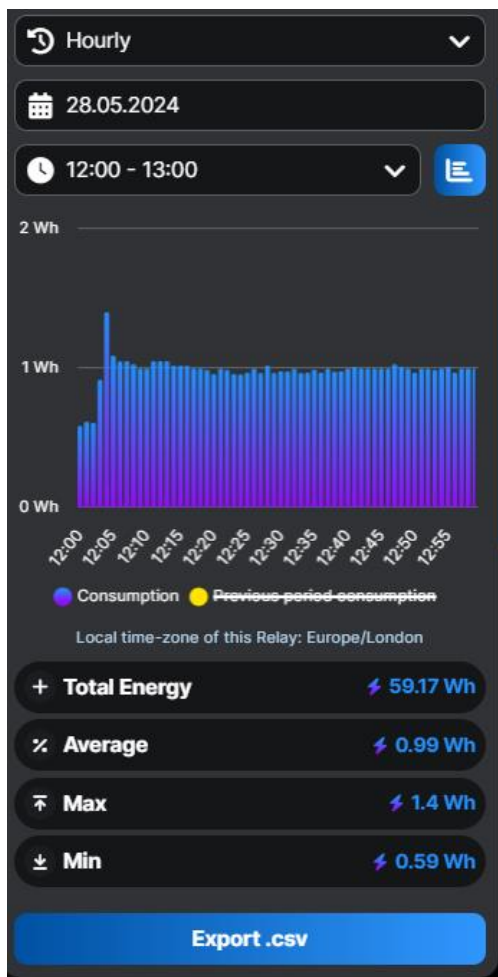 Hourly
28.05.2024
12:00 - 13:00
2 Wh
1 Wh
0 Wh
12:00 12:05 12:10 12:15 12:20 12:25 12:30 12:35 12:40 12:45 12:50 12:55
Consumption Previous period consumption
Local time-zone of this Relay: Europe/London
Total Energy 59.17 Wh
Average 0.99 Wh
Max 1.4 Wh
Min 0.59 Wh
Export .csv